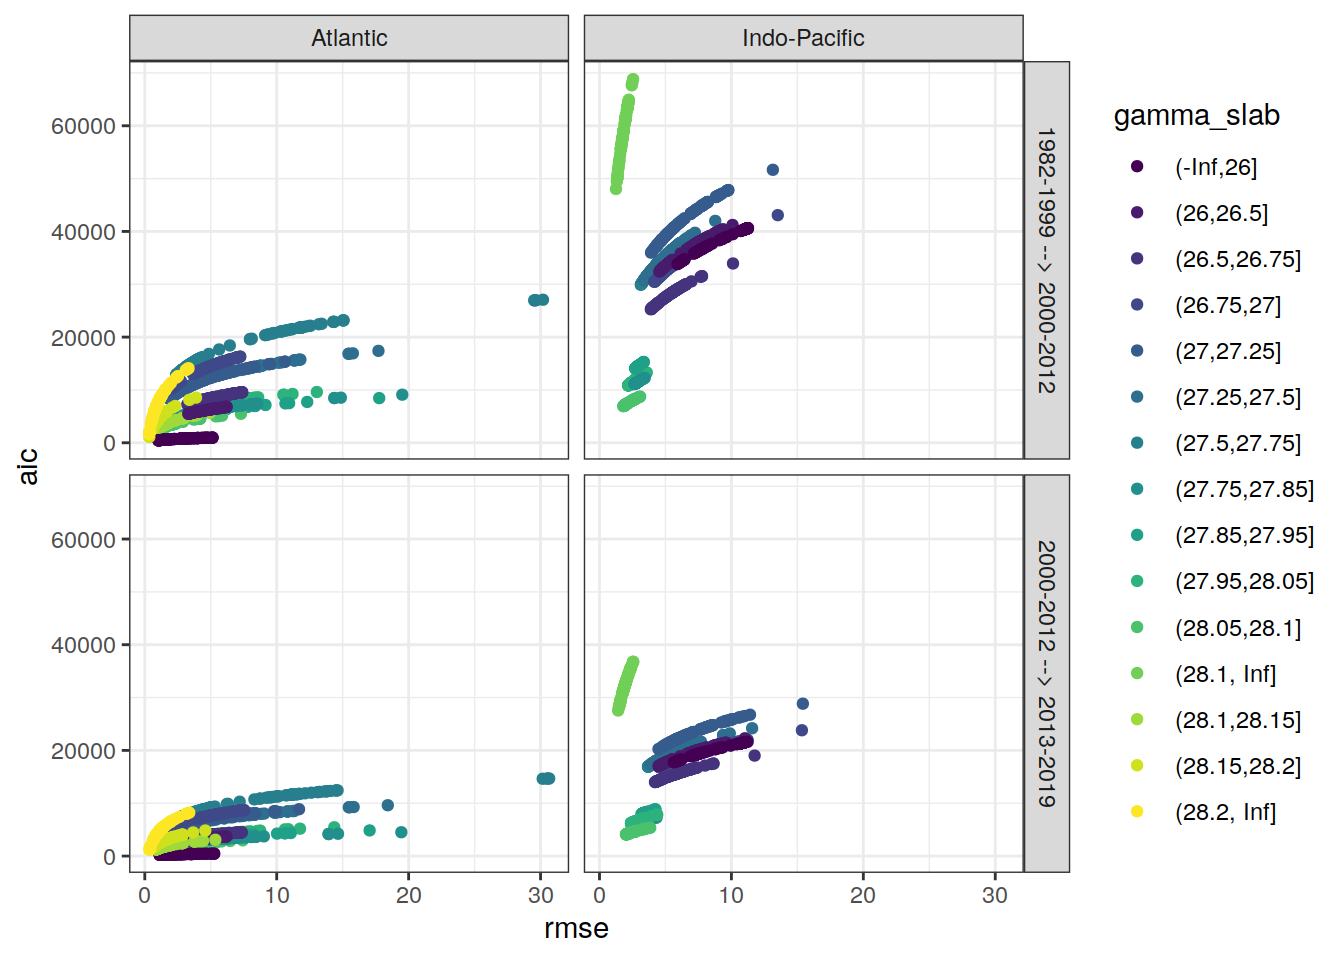 Atlantic
Indo-Pacific
60000
40000
20000
0
1982-1999 --> 2000-2012
60000
40000
20000
0
2000-2012 --> 2013-2019
aic
0
10
20
30
0
10
20
30
rmse
gamma_slab
(-Inf,26]
(26,26.5]
(26.5,26.75]
(26.75,27]
(27,27.25]
(27.25,27.5]
(27.5,27.75]
(27.75,27.85]
(27.85,27.95]
(27.95,28.05]
(28.05,28.1]
(28.1, Inf]
(28.1,28.15]
(28.15,28.2]
(28.2, Inf]